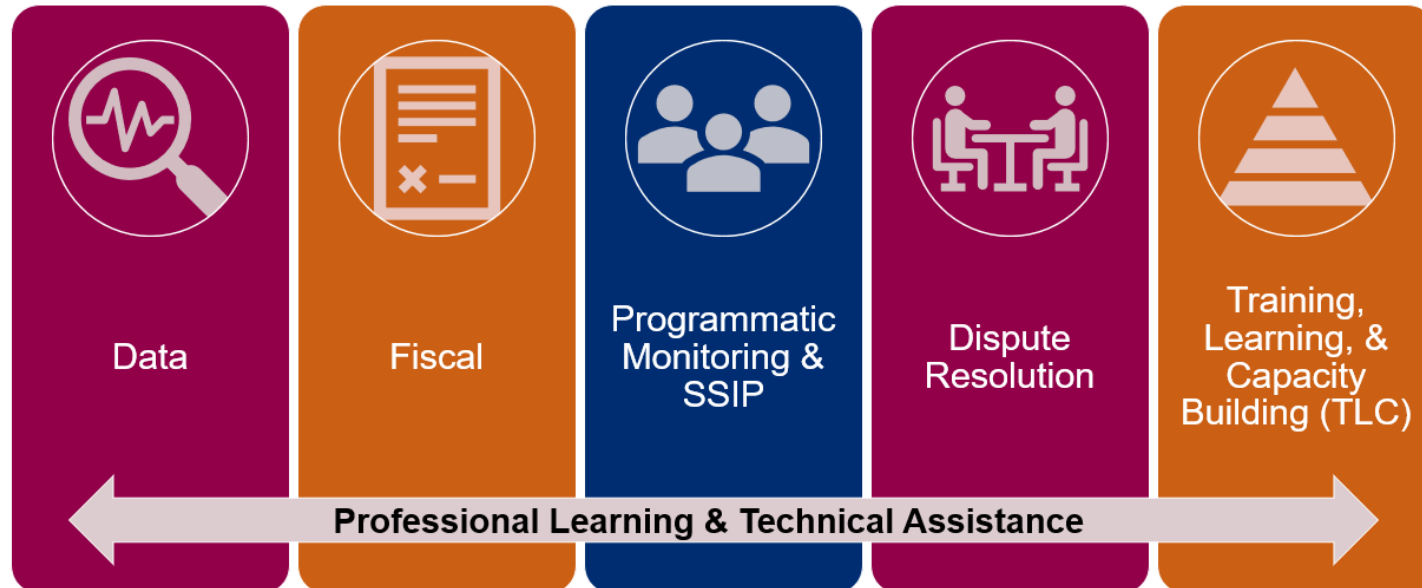 Data
Fiscal
Programmatic
Monitoring &
SSIP
Dispute
Resolution
Training,
Learning, &
Capacity
Building (TLC)
Professional Learning & Technical Assistance